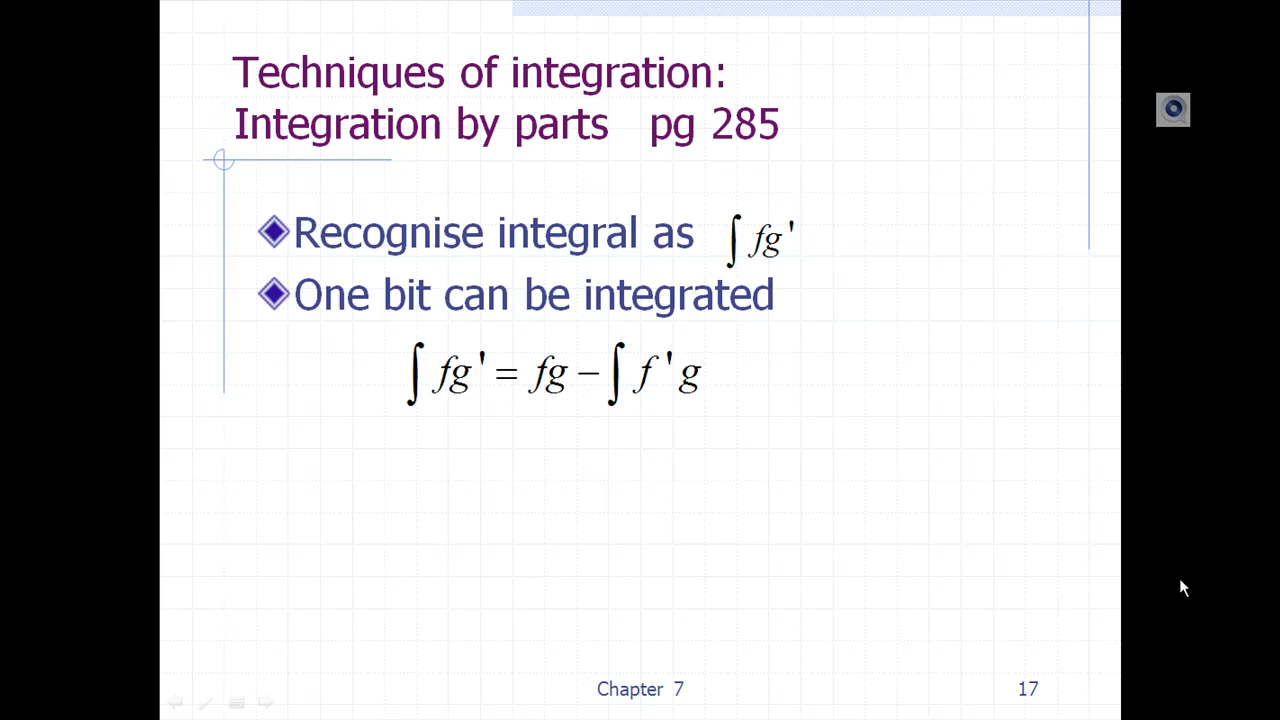 Techniques of integration:
Integration by parts pg 285
Recognise integral as ∫ fg '
One bit can be integrated
∫ fg ' = fg − ∫ f ' g
Chapter 7
17